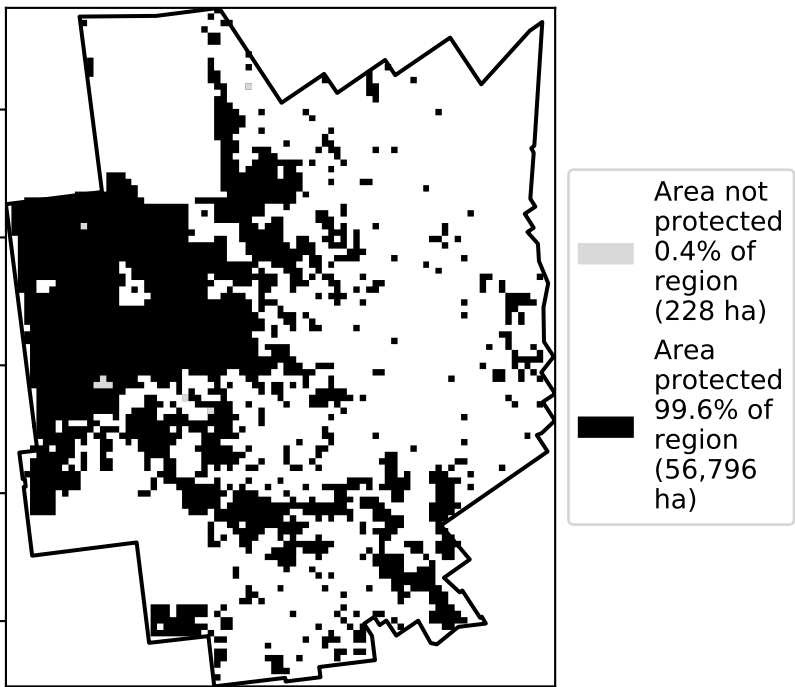 Area not
protected
0.4% of
region
(228 ha)
Area
protected
99.6% of
region
(56,796
ha)